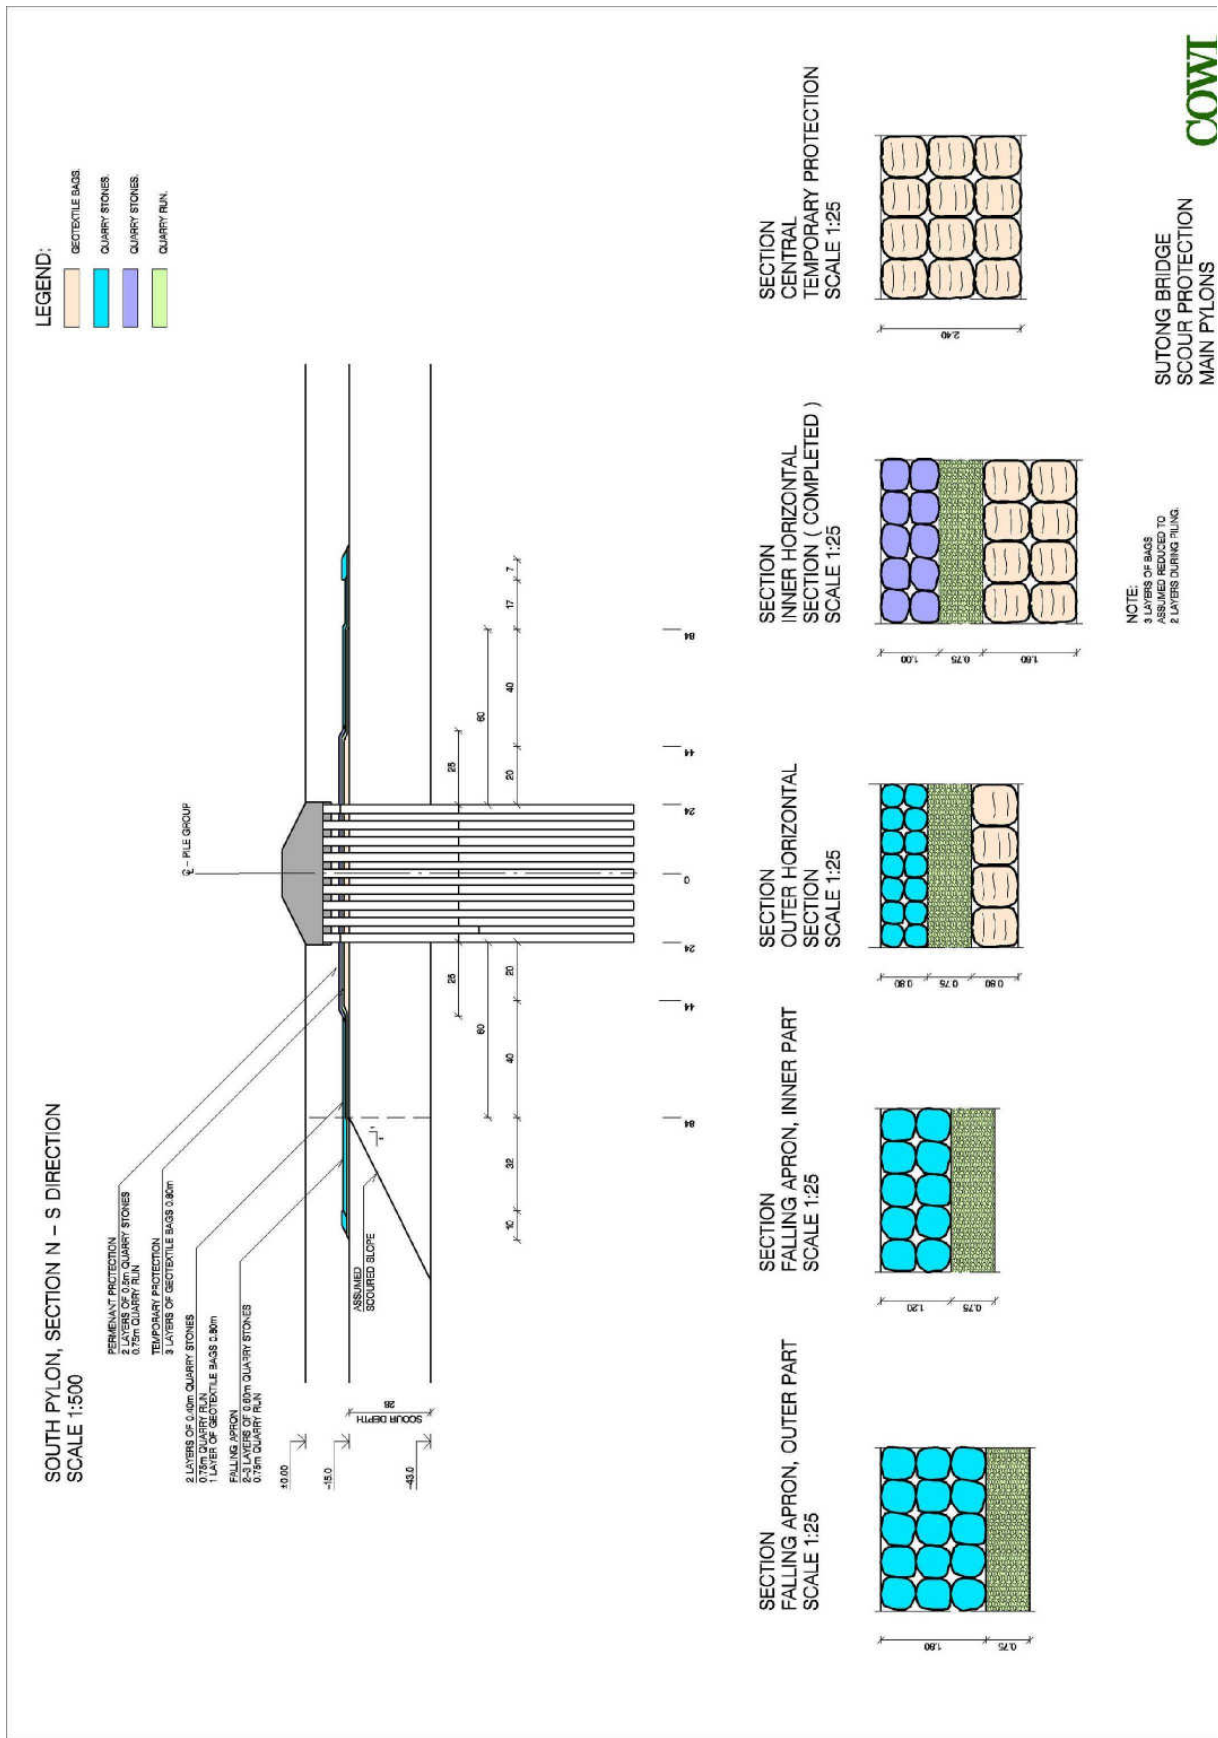 SOUTH PYLON, SECTION N – S DIRECTION
SCALE 1:500
LEGEND:
GEOTEXTILE BAGS.
QUARRY STONES.
QUARRY STONES.
QUARRY RUN.
PERMENANT PROTECTION
2 LAYERS OF 0.5m QUARRY STONES
0.75m QUARRY RUN
TEMPORARY PROTECTION
3 LAYERS OF GEOTEXTILE BAGS 0.80m
2 LAYERS OF 0.40m QUARRY STONES
0.75m QUARRY RUN
1 LAYER OF GEOTEXTILE BAGS 0.80m
FALLING APRON
2–3 LAYERS OF 0.60m QUARRY STONES
0.75m QUARRY RUN
℄ – PILE GROUP
±0.00
-15.0
-43.0
SCOUR DEPTH
28
ASSUMED
SCOURED SLOPE
1
25
25
60
60
10
32
40
20
20
40
17
7
84
44
24
0
24
44
84
SECTION
FALLING APRON, OUTER PART
SCALE 1:25
1.80
0.75
SECTION
FALLING APRON, INNER PART
SCALE 1:25
1.20
0.75
SECTION
OUTER HORIZONTAL
SECTION
SCALE 1:25
0.80
0.75
0.80
SECTION
INNER HORIZONTAL
SECTION ( COMPLETED )
SCALE 1:25
1.00
0.75
1.60
SECTION
CENTRAL
TEMPORARY PROTECTION
SCALE 1:25
2.40
NOTE:
3 LAYERS OF BAGS
ASSUMED REDUCED TO
2 LAYERS DURING PILING.
SUTONG BRIDGE
SCOUR PROTECTION
MAIN PYLONS
COWI